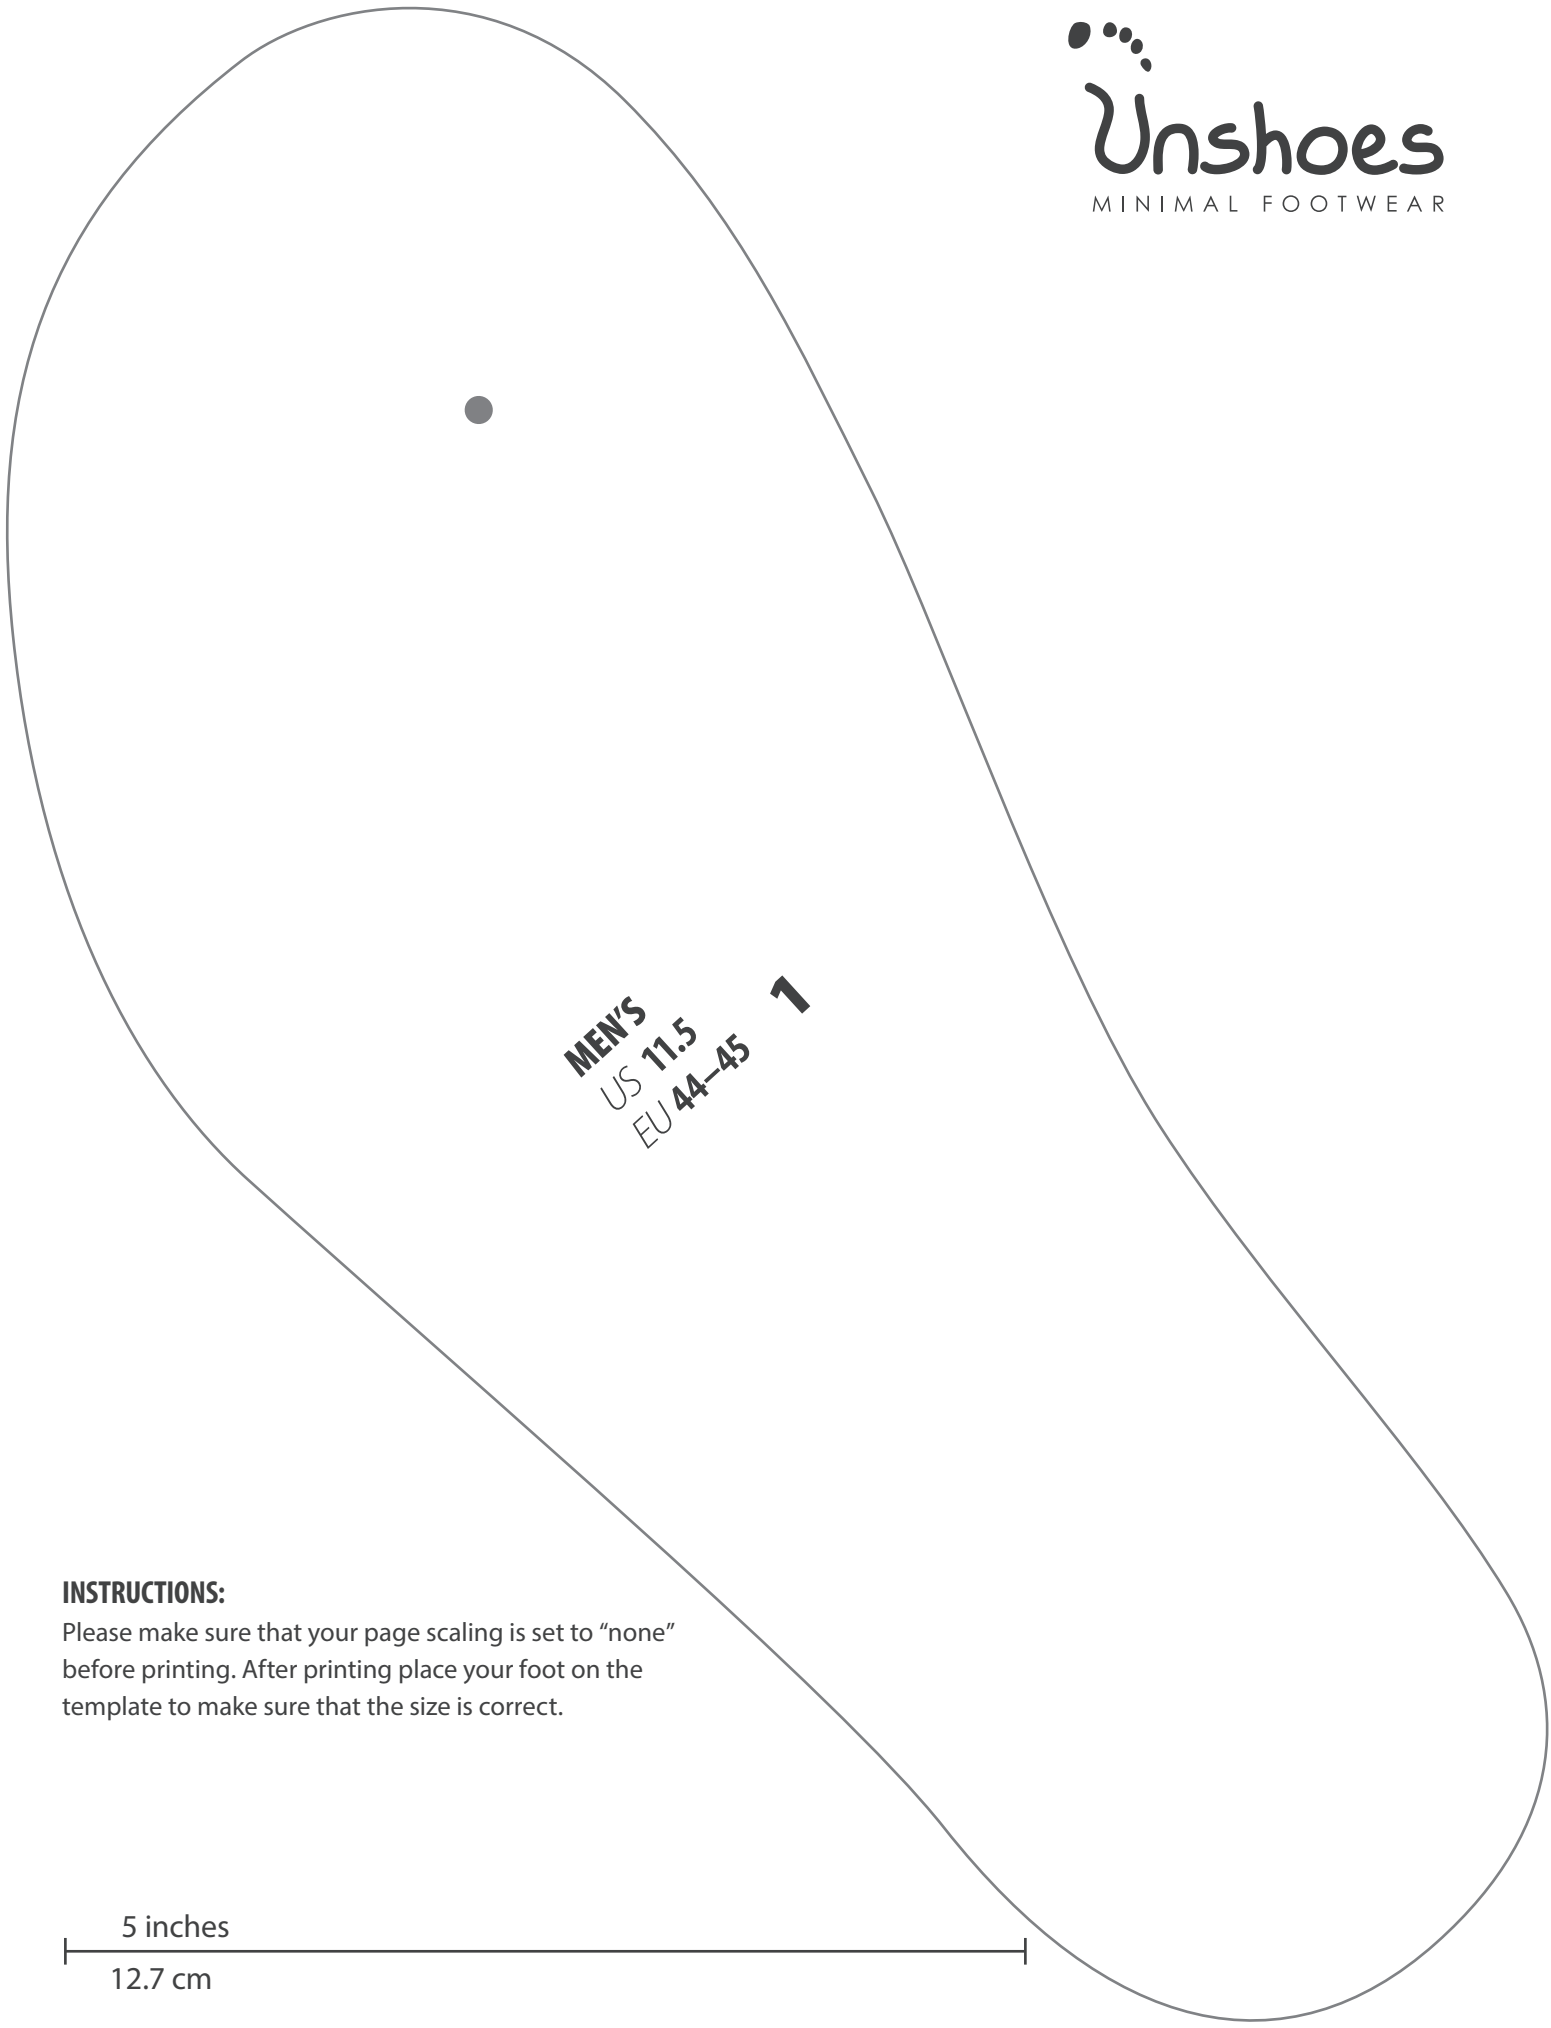 Unshoes
MINIMAL FOOTWEAR
MEN'S
US 11.5
EU 44–45
1
INSTRUCTIONS:
Please make sure that your page scaling is set to “none”
before printing. After printing place your foot on the
template to make sure that the size is correct.
5 inches
12.7 cm